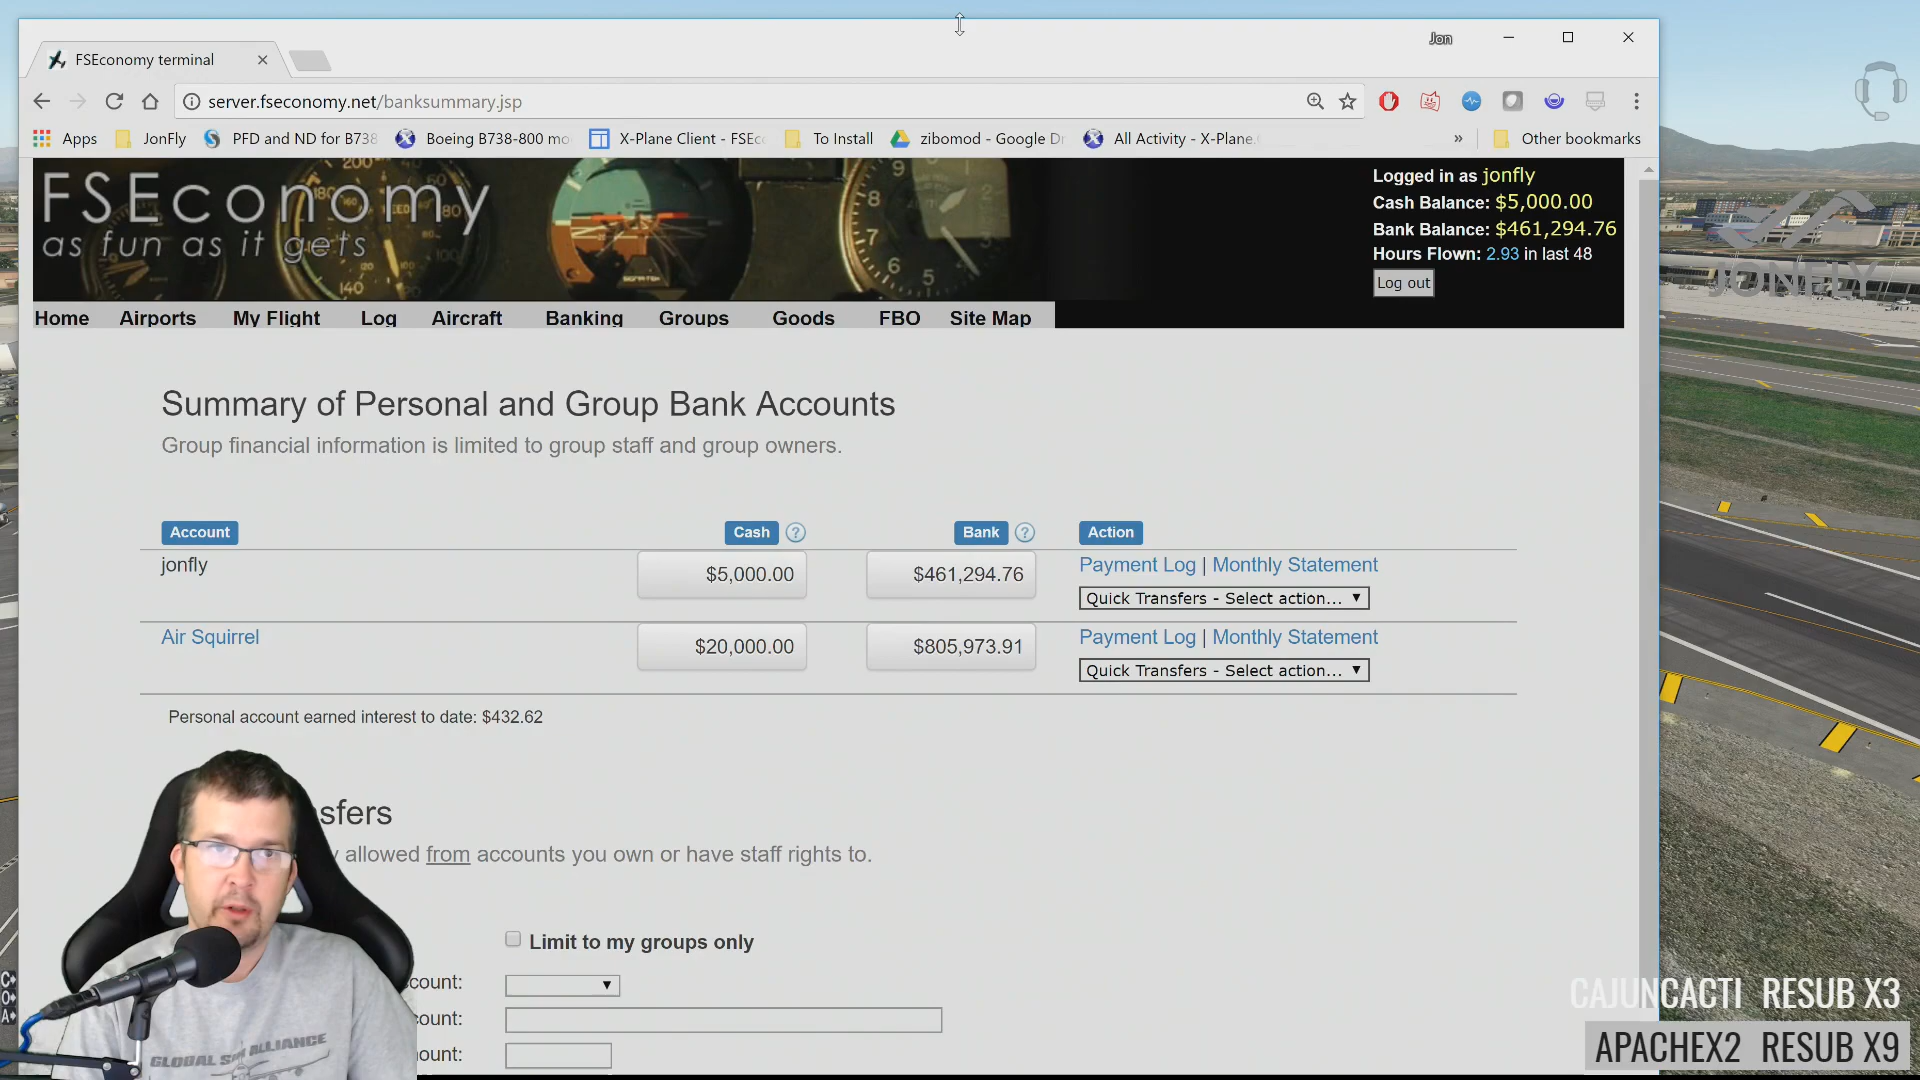 Jon
FSEconomy terminal
server.fseconomy.net/banksummary.jsp
Apps JonFly PFD and ND for B738 Boeing B738-800 mo X-Plane Client - FSEc To Install zibomod - Google Dr All Activity - X-Plane. » Other bookmarks
FSEconomy
as fun as it gets
Logged in as jonfly
Cash Balance: $5,000.00
Bank Balance: $461,294.76
Hours Flown: 2.93 in last 48
Log out
JONFLY
Home Airports My Flight Log Aircraft Banking Groups Goods FBO Site Map
Summary of Personal and Group Bank Accounts
Group financial information is limited to group staff and group owners.
Account Cash ? Bank ? Action
jonfly $5,000.00 $461,294.76 Payment Log | Monthly Statement
Quick Transfers - Select action...
Air Squirrel $20,000.00 $805,973.91 Payment Log | Monthly Statement
Quick Transfers - Select action...
Personal account earned interest to date: $432.62
sfers
allowed from accounts you own or have staff rights to.
Limit to my groups only
count:
count:
ount:
GLOBAL ALLIANCE
CAJUNCACTI RESUB X3
APACHEX2 RESUB X9